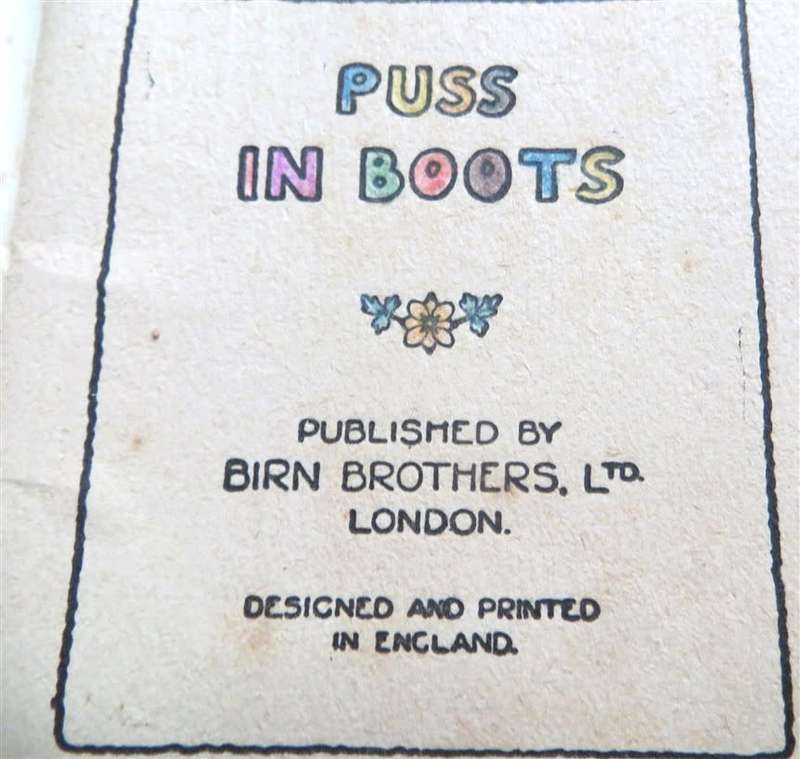 PUSS
IN BOOTS
PUBLISHED BY
BIRN BROTHERS, LTD.
LONDON.
DESIGNED AND PRINTED
IN ENGLAND.